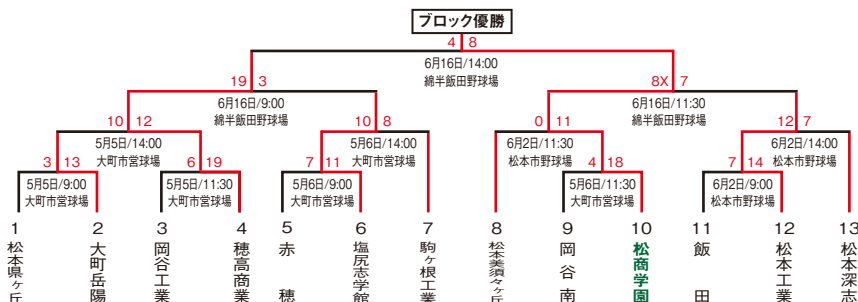 ブロック優勝
4 8
6月16日/14:00
綿半飯田野球場
19 3
6月16日/9:00
綿半飯田野球場
8X 7
6月16日/11:30
綿半飯田野球場
10 12
5月5日/14:00
大町市営球場
10 8
5月6日/14:00
大町市営球場
0 11
6月2日/11:30
松本市野球場
12 7
6月2日/14:00
松本市野球場
3 13
5月5日/9:00
大町市営球場
6 19
5月5日/11:30
大町市営球場
7 11
5月6日/9:00
大町市営球場
4 18
5月6日/11:30
大町市営球場
7 14
6月2日/9:00
松本市野球場
1 松本県ヶ丘
2 大町岳陽
3 岡谷工業
4 穂高商業
5 赤穂
6 塩尻志学館
7 駒ヶ根工業
8 松本美須々ヶ丘
9 岡谷南
10 松商学園
11 飯田
12 松本工業
13 松本深志